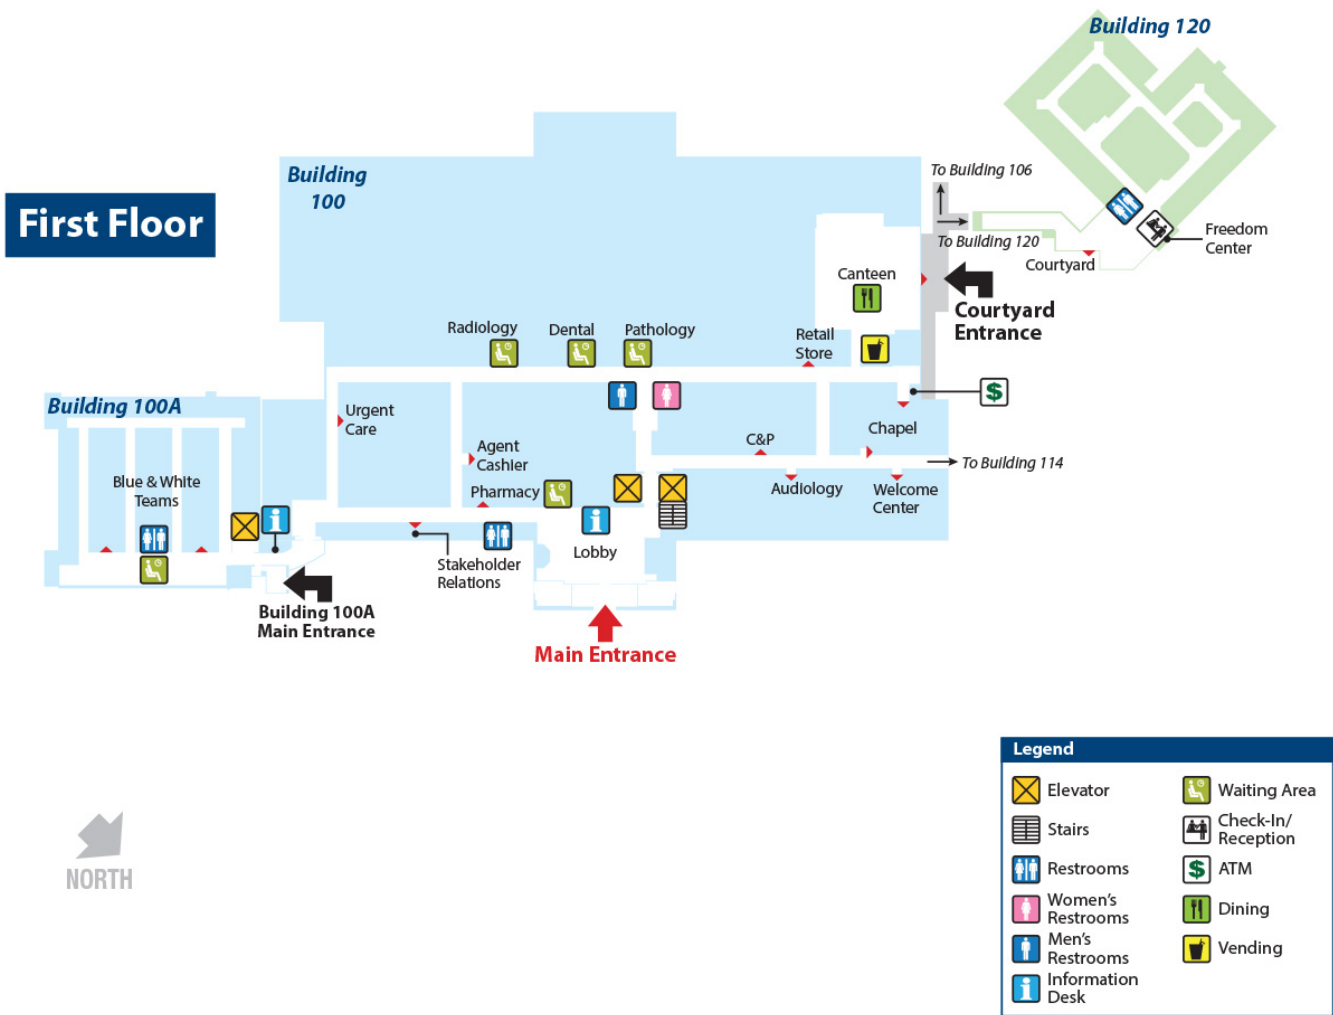 Building 120
First Floor
Building
100
To Building 106
To Building 120
Freedom
Center
Courtyard
Canteen
Courtyard
Entrance
Radiology
Dental
Pathology
Retail
Store
$
Building 100A
Urgent
Care
Agent
Cashier
Pharmacy
C&P
Chapel
To Building 114
Audiology
Welcome
Center
Blue & White
Teams
i
i
Lobby
Stakeholder
Relations
Building 100A
Main Entrance
Main Entrance
NORTH
Legend
Elevator
Stairs
Restrooms
Women's
Restrooms
Men's
Restrooms
i
Information
Desk
Waiting Area
Check-In/
Reception
$
ATM
Dining
Vending